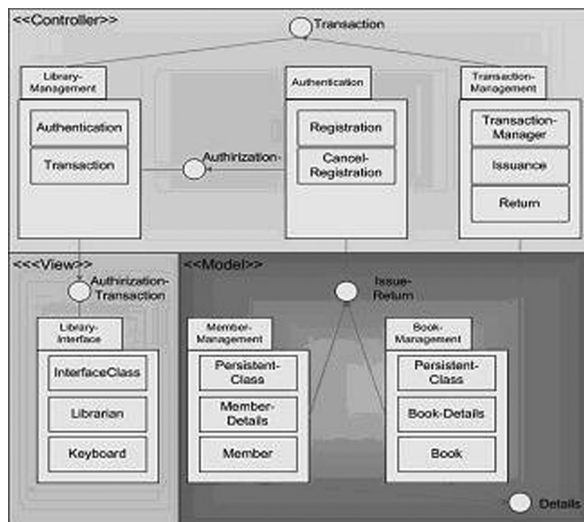 <<Controller>>
Transaction
Library-
Management
Authentication
Transaction
Authirization-
Authentication
Registration
Cancel-
Registration
Transaction-
Management
Transaction-
Manager
Issuance
Return
<<<View>>
Authirization-
Transaction
Library-
Interface
InterfaceClass
Librarian
Keyboard
<<Model>>
Issue-
Return
Member-
Management
Persistent-
Class
Member-
Details
Member
Book-
Management
Persistent-
Class
Book-Details
Book
Details